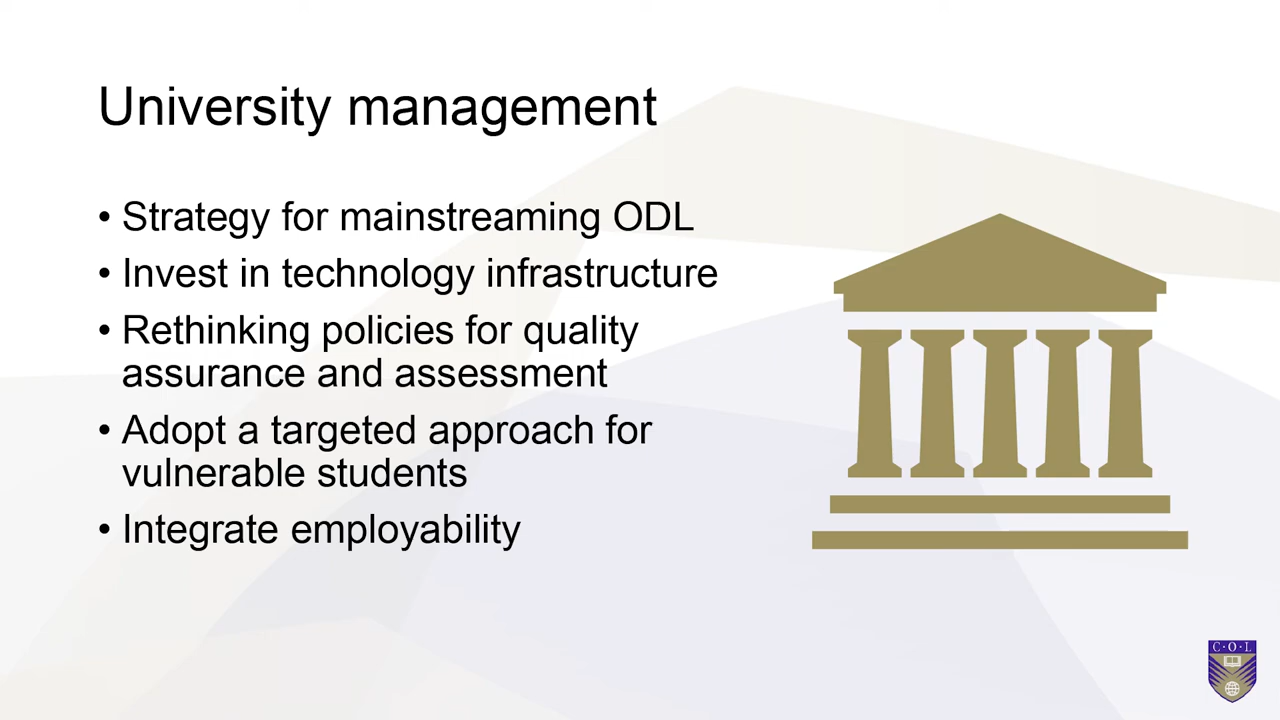 University management
• Strategy for mainstreaming ODL
• Invest in technology infrastructure
• Rethinking policies for quality
assurance and assessment
• Adopt a targeted approach for
vulnerable students
• Integrate employability
C·O·L